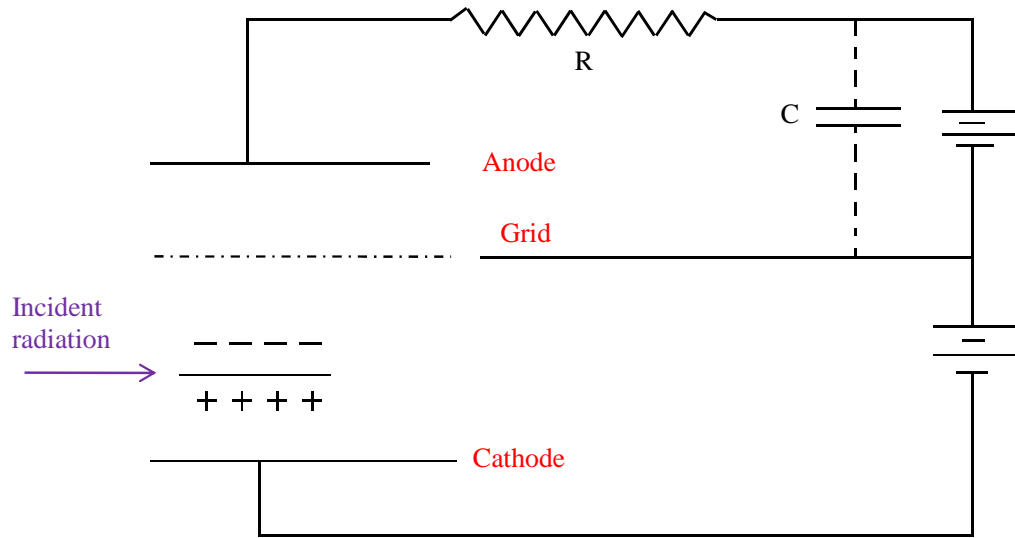 R
C
Anode
Grid
Incident
radiation
Cathode